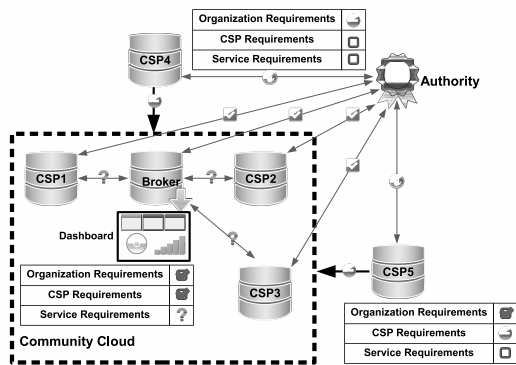 Organization Requirements
CSP Requirements
Service Requirements
CSP4
Authority
CSP1
Broker
CSP2
?
?
Dashboard
?
CSP5
CSP3
Organization Requirements
CSP Requirements
Service Requirements ?
Community Cloud
Organization Requirements
CSP Requirements
Service Requirements